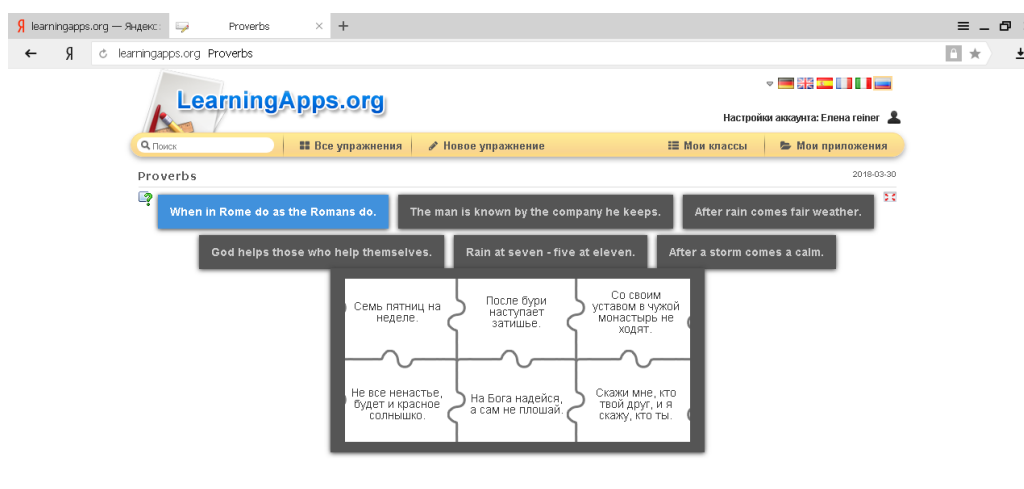 Я learningapps.org — Яндекс:
Proverbs × +
Я learningapps.org Proverbs
LearningApps.org
Настройки аккаунта: Елена reiner
Поиск
Все упражнения
Новое упражнение
Мои классы
Мои приложения
Proverbs
2018-03-30
When in Rome do as the Romans do.
The man is known by the company he keeps.
After rain comes fair weather.
God helps those who help themselves.
Rain at seven - five at eleven.
After a storm comes a calm.
Семь пятниц на
неделе.
После бури
наступает
затишье.
Со своим
уставом в чужой
монастырь не
ходят.
Не все ненастье,
будет и красное
солнышко.
На Бога надейся,
а сам не плошай.
Скажи мне, кто
твой друг, и я
скажу, кто ты.